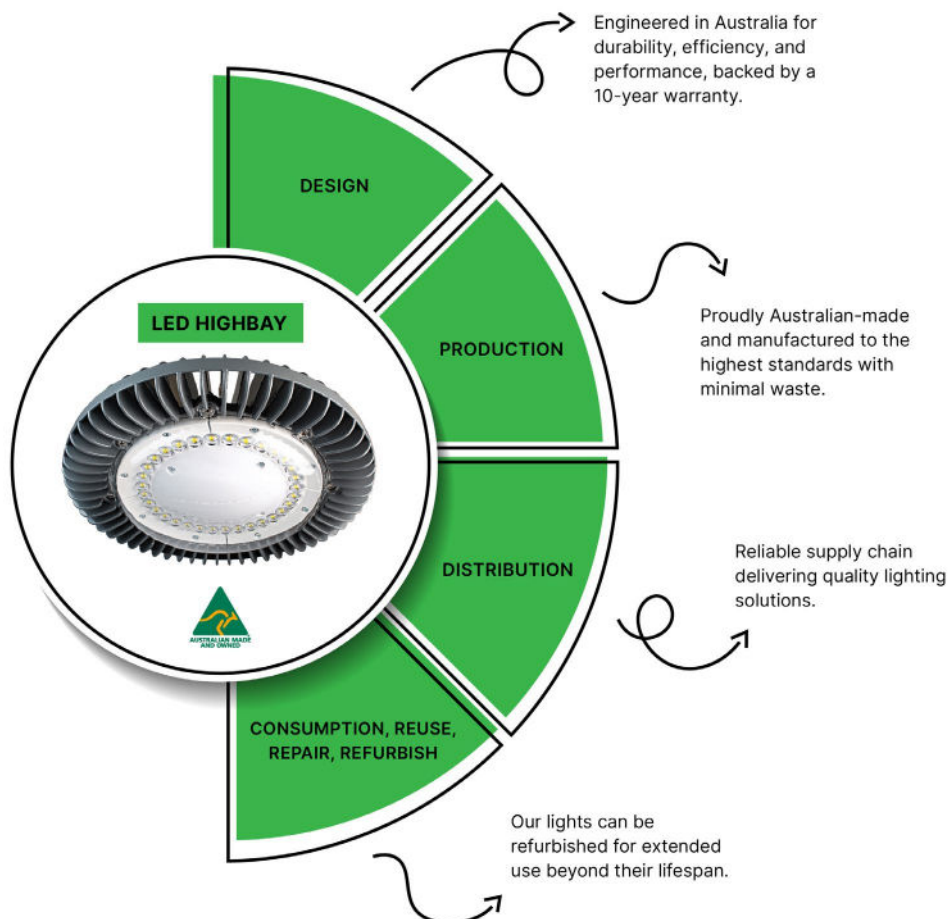 Engineered in Australia for
durability, efficiency, and
performance, backed by a
10-year warranty.
DESIGN
LED HIGHBAY
PRODUCTION
Proudly Australian-made
and manufactured to the
highest standards with
minimal waste.
DISTRIBUTION
Reliable supply chain
delivering quality lighting
solutions.
AUSTRALIAN MADE
AND OWNED
CONSUMPTION, REUSE,
REPAIR, REFURBISH
Our lights can be
refurbished for extended
use beyond their lifespan.